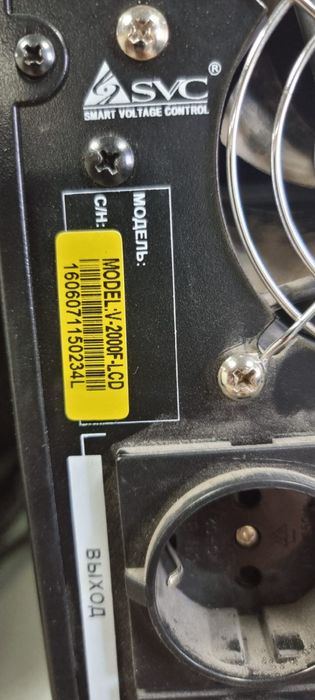 SVC®
SMART VOLTAGE CONTROL
МОДЕЛЬ:
С/Н:
MODEL:V-2000F-LCD
1606071150234L
ВЫХОД